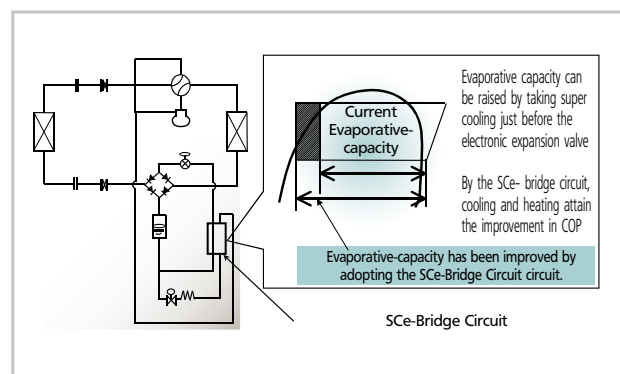 Current
Evaporative-
capacity
Evaporative capacity can
be raised by taking super
cooling just before the
electronic expansion valve
By the SCe- bridge circuit,
cooling and heating attain
the improvement in COP
Evaporative-capacity has been improved by
adopting the SCe-Bridge Circuit circuit.
SCe-Bridge Circuit